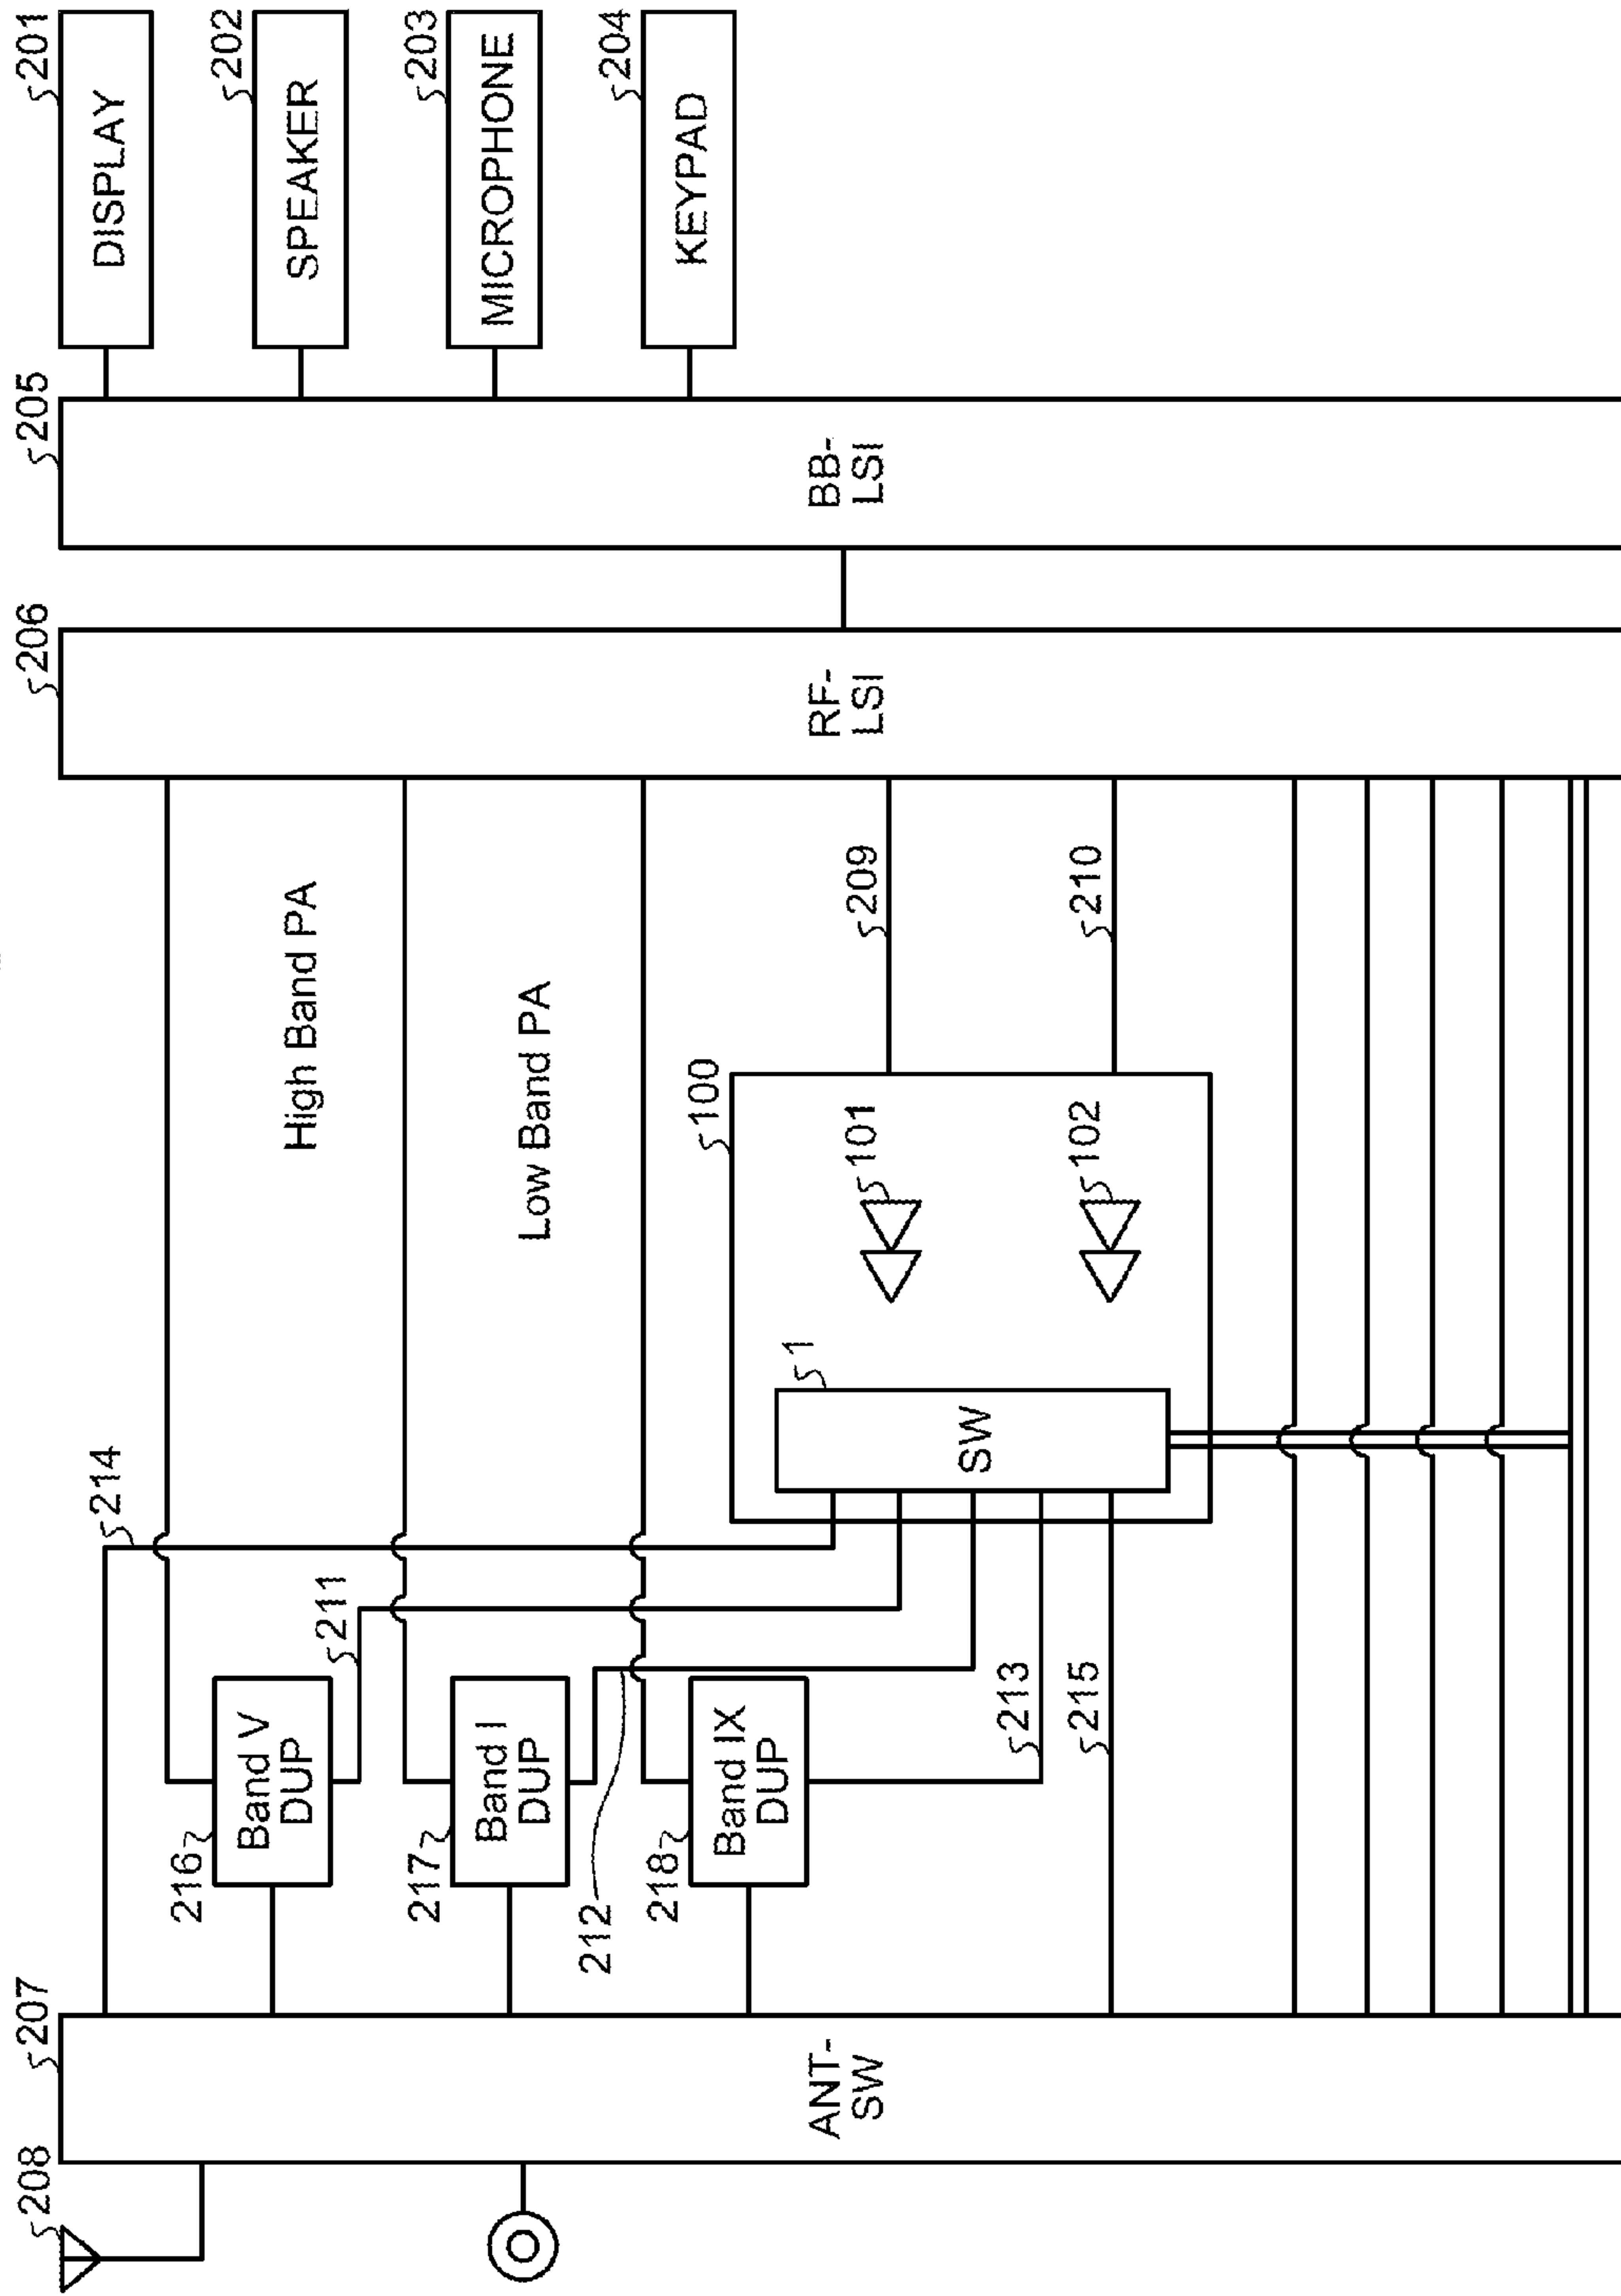 208
207
206
205
201
DISPLAY
202
SPEAKER
203
MICROPHONE
204
KEYPAD
ANT-
SW
RF-
LSI
BB-
LSI
214
216
Band V
DUP
211
High Band PA
217
Band I
DUP
212
Low Band PA
218
Band IX
DUP
213
215
100
1
SW
101
102
209
210